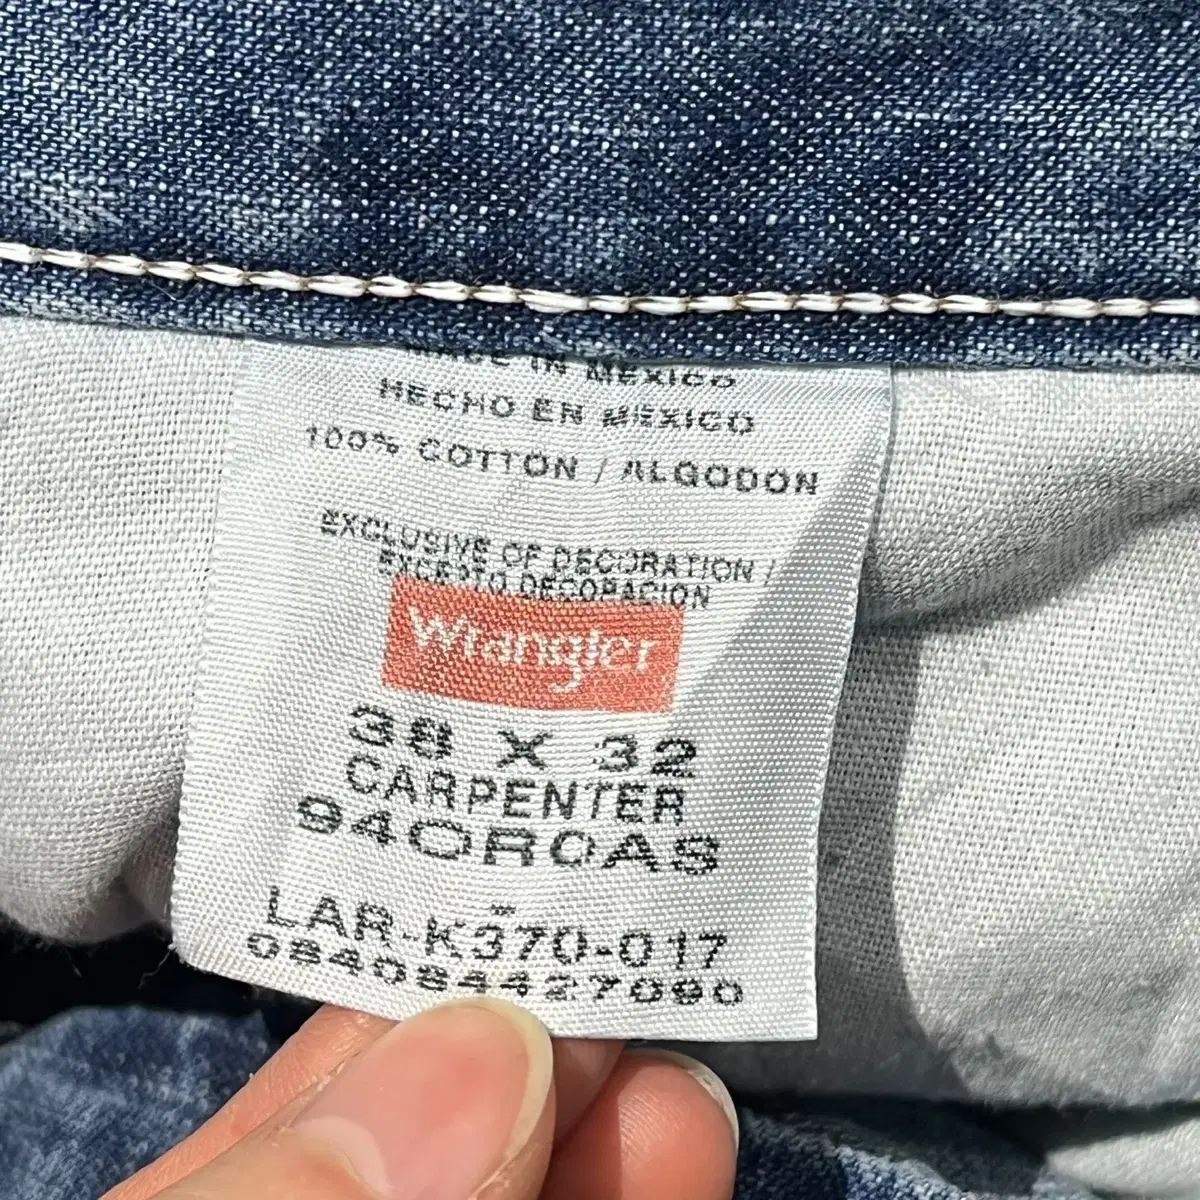 MADE IN MEXICO
HECHO EN MEXICO
100% COTTON / ALGODON
EXCLUSIVE OF DECORATION /
EXCEPTO DECORACION
Wrangler
38 X 32
CARPENTER
94CROAS
LAR-K370-017
084084427090